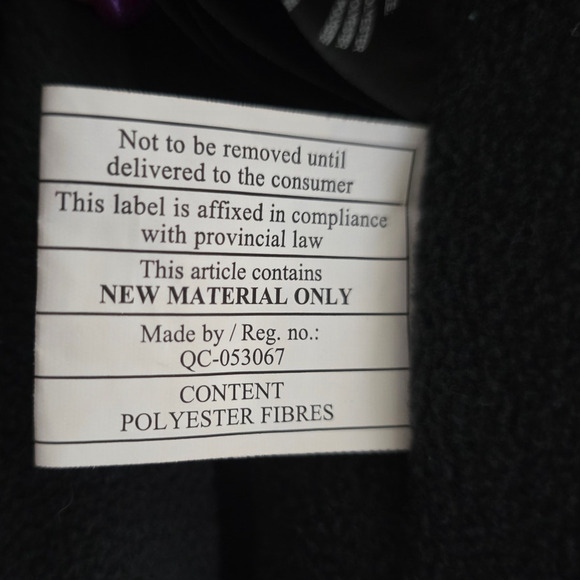 Not to be removed until
delivered to the consumer
This label is affixed in compliance
with provincial law
This article contains
NEW MATERIAL ONLY
Made by / Reg. no.:
QC-053067
CONTENT
POLYESTER FIBRES